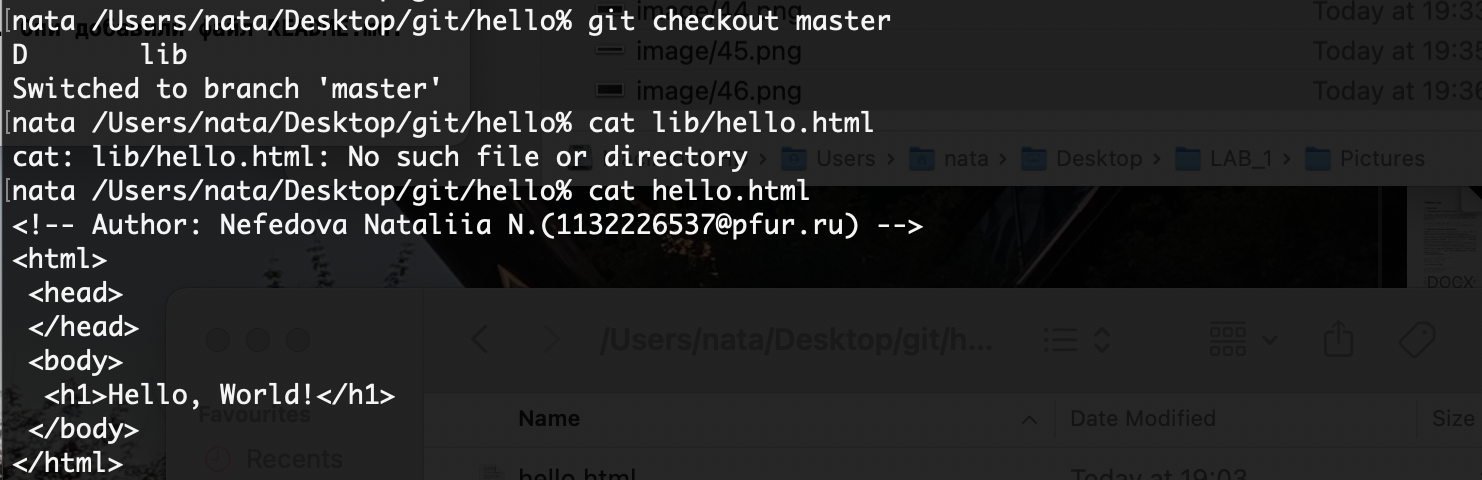 nata /Users/nata/Desktop/git/hello% git checkout master
image/44.png
Today at 19:33
D       lib
image/45.png
Today at 19:35
Switched to branch 'master'
image/46.png
Today at 19:36
nata /Users/nata/Desktop/git/hello% cat lib/hello.html
cat: lib/hello.html: No such file or directory
Users › nata › Desktop › LAB_1 › Pictures
nata /Users/nata/Desktop/git/hello% cat hello.html
<!-- Author: Nefedova Nataliia N.(1132226537@pfur.ru) -->
<html>
 <head>
DOCX
 </head>
/Users/nata/Desktop/git/h...
 <body>
  <h1>Hello, World!</h1>
Favourites
Name
Date Modified
Size
 </body>
</html>
Recents
hello.html
Today at 19:03